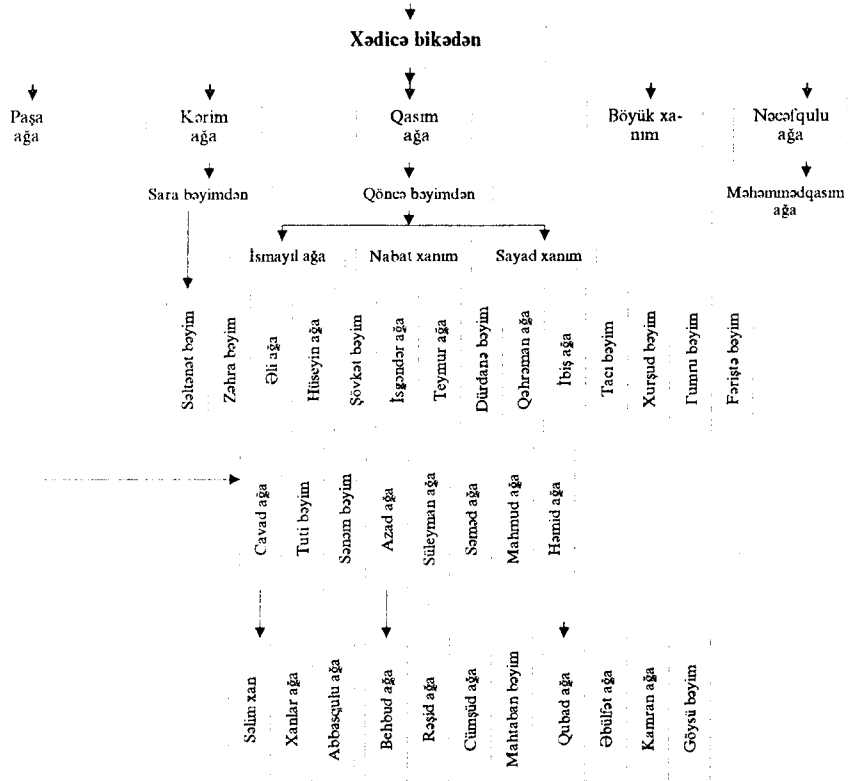 Xədicə bikədən
Paşa
ağa
Kərim
ağa
Qasım
ağa
Böyük xa-
nım
Nəcəfqulu
ağa
Sara bəyimdən
Qönçə bəyimdən
Məhəmmədqasım
ağa
İsmayıl ağa
Nabat xanım
Sayad xanım
Səltənət bəyim
Zəhra bəyim
Əli ağa
Hüseyin ağa
Şövkət bəyim
İsgəndər ağa
Teymur ağa
Dürdanə bəyim
Qəhrəman ağa
İbiş ağa
Tacı bəyim
Xurşud bəyim
Tumru bəyim
Fəriştə bəyim
Cavad ağa
Tuti bəyim
Sənəm bəyim
Azad ağa
Süleyman ağa
Səməd ağa
Mahmud ağa
Həmid ağa
Səlim xan
Xanlar ağa
Abbasqulu ağa
Behbud ağa
Rəşid ağa
Cümşüd ağa
Mahtaban bəyim
Qubad ağa
Əbülfət ağa
Kamran ağa
Göysü bəyim